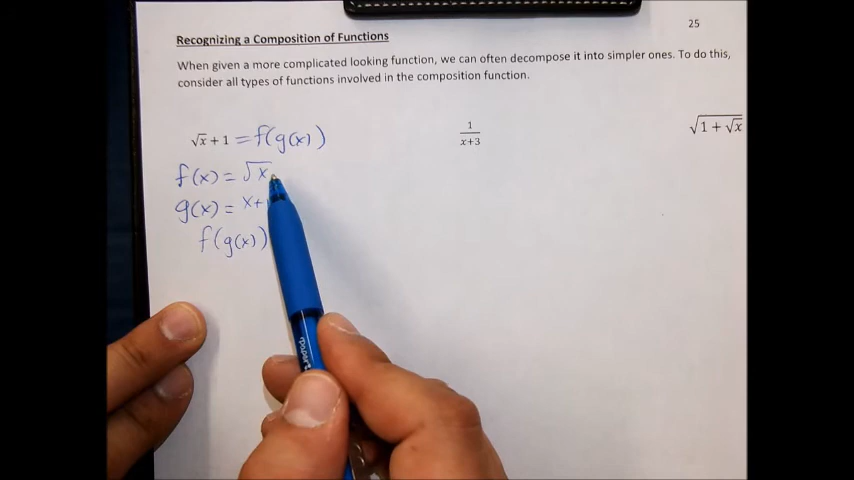 25
Recognizing a Composition of Functions
When given a more complicated looking function, we can often decompose it into simpler ones. To do this,
consider all types of functions involved in the composition function.
√x + 1 = f(g(x)) 1/(x+3) √(1 + √x)
f(x) = √x
g(x) = x+
f(g(x))